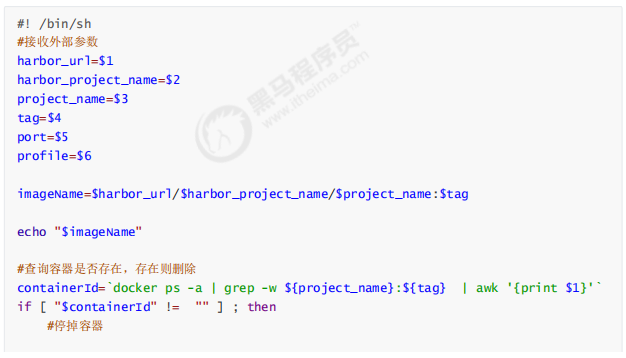 #! /bin/sh
#接收外部参数
harbor_url=$1
harbor_project_name=$2
project_name=$3
tag=$4
port=$5
profile=$6
imageName=$harbor_url/$harbor_project_name/$project_name:$tag
echo "$imageName"
#查询容器是否存在，存在则删除
containerId=`docker ps -a | grep -w ${project_name}:${tag}  | awk '{print $1}'`
if [ "$containerId" !=  "" ] ; then
    #停掉容器
黑马程序员
www.itheima.com